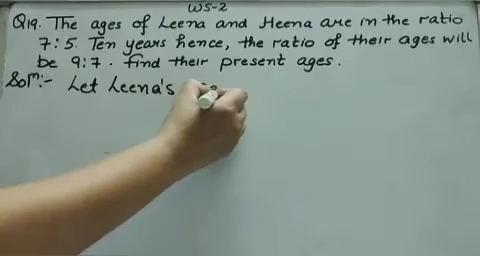 WS-2
Q19. The ages of Leena and Heena are in the ratio
7:5. Ten years hence, the ratio of their ages will
be 9:7. find their present ages.
Solⁿ:- Let Leena's